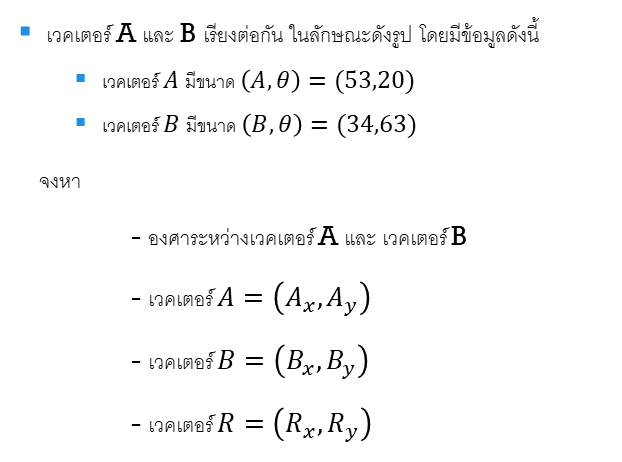 ▪ เวคเตอร์ A และ B เรียงต่อกัน ในลักษณะดังรูป โดยมีข้อมูลดังนี้
▪ เวคเตอร์ A มีขนาด (A, θ) = (53,20)
▪ เวคเตอร์ B มีขนาด (B, θ) = (34,63)
จงหา
- องศาระหว่างเวคเตอร์ A และ เวคเตอร์ B
- เวคเตอร์ A = (Aₓ, A_y)
- เวคเตอร์ B = (Bₓ, B_y)
- เวคเตอร์ R = (Rₓ, R_y)